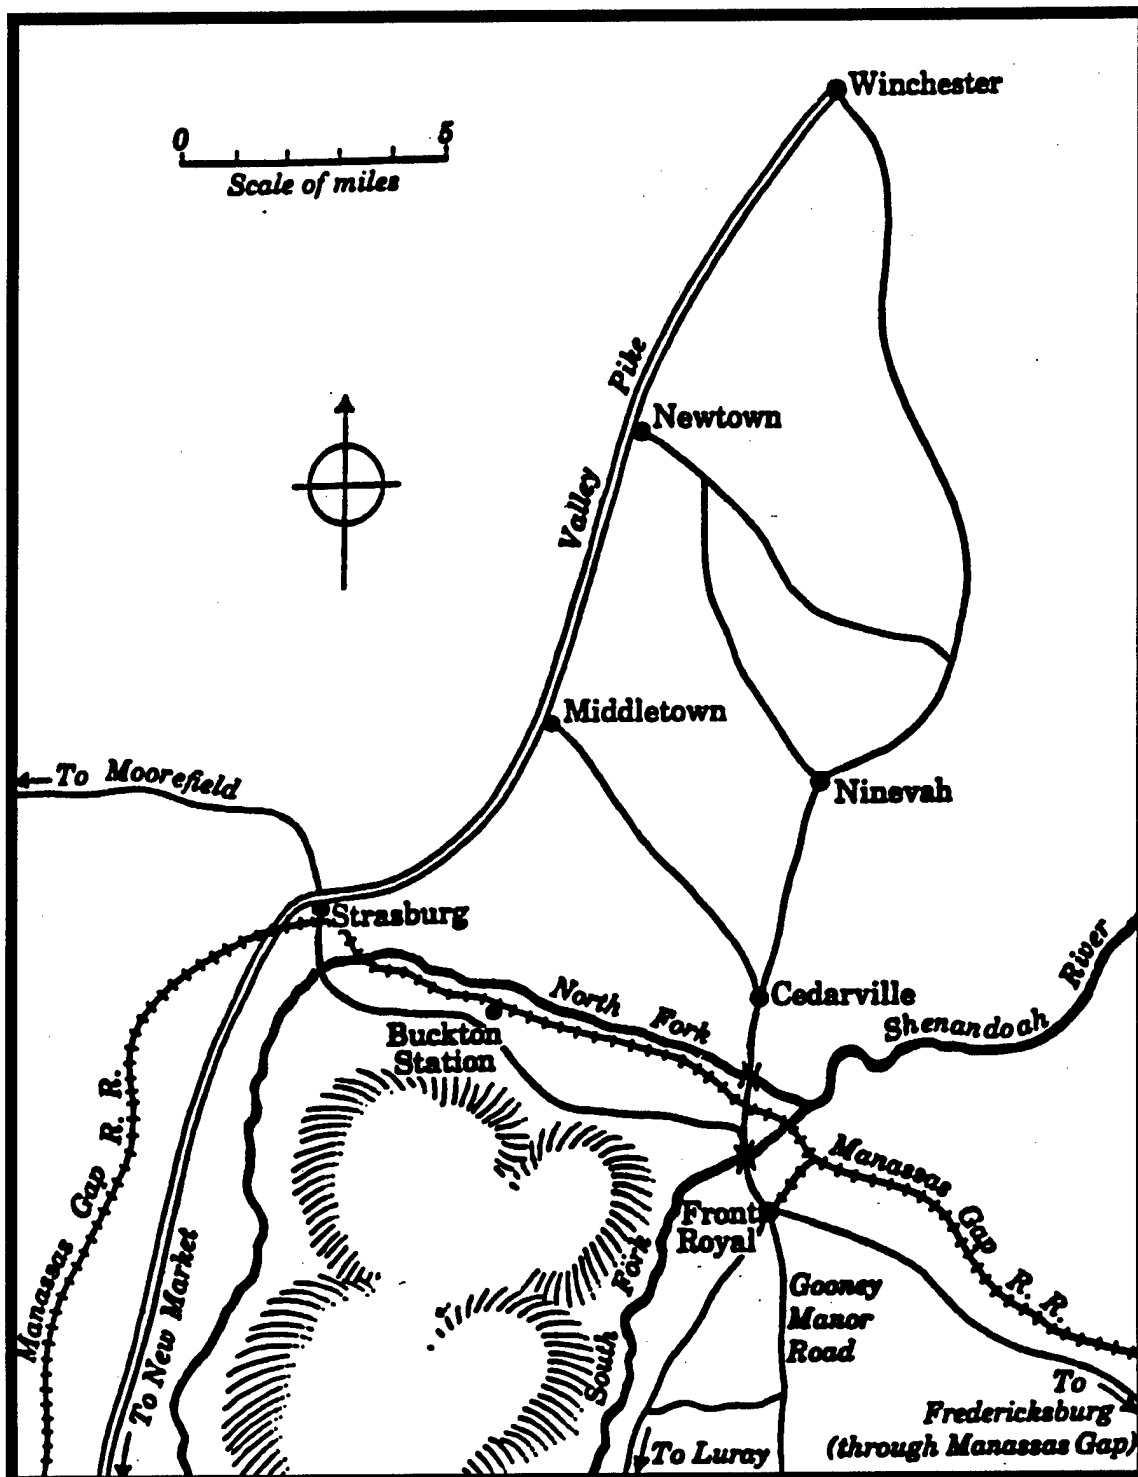 Winchester
0 5
Scale of miles
Valley Pike
Newtown
Middletown
← To Moorefield
Ninevah
Strasburg
Cedarville
North Fork
Shenandoah River
Buckton
Station
Manassas Gap R. R.
Manassas Gap R. R.
Front
Royal
South Fork
Gooney
Manor
Road
To New Market
To Luray
To
Fredericksburg
(through Manassas Gap)